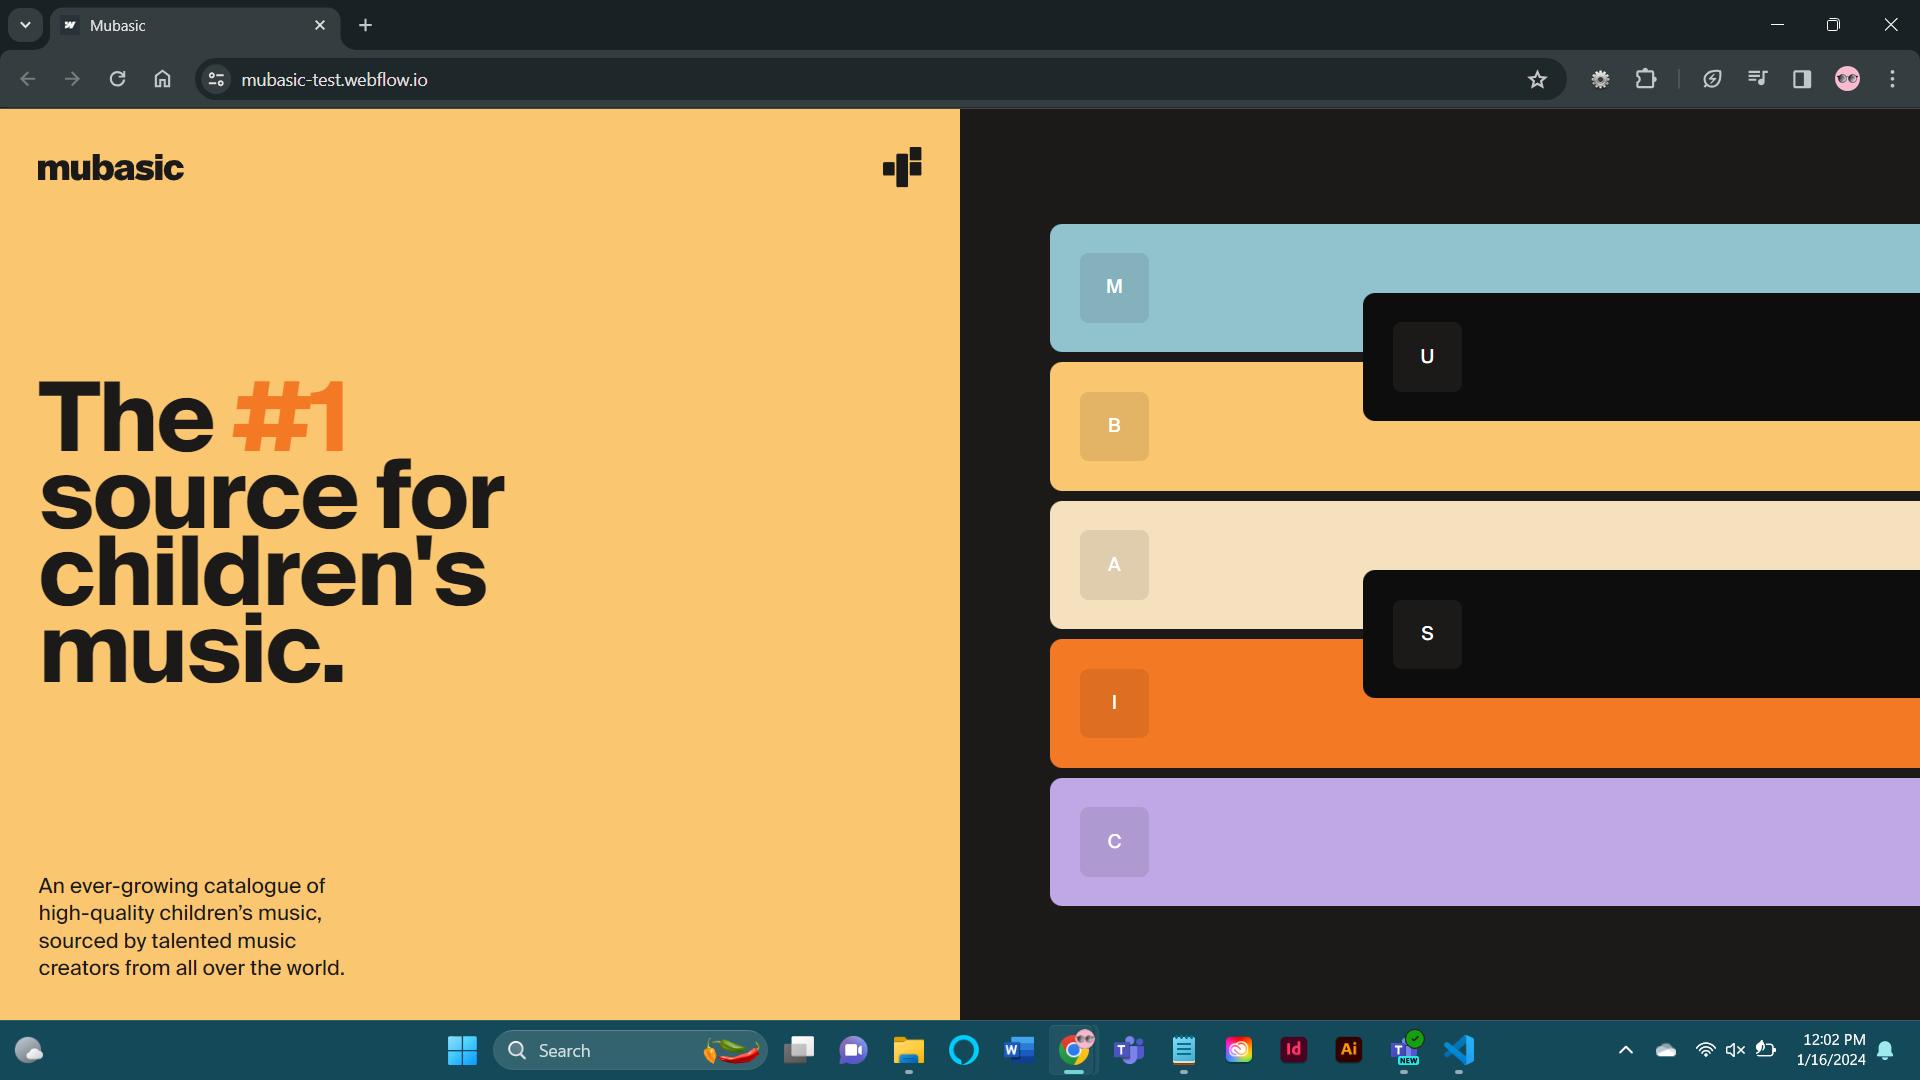 Mubasic
mubasic-test.webflow.io
mubasic
The #1
source for
children's
music.
An ever-growing catalogue of
high-quality children’s music,
sourced by talented music
creators from all over the world.
M
U
B
A
S
I
C
Search
W
T
Id
Ai
T
NEW
12:02 PM
1/16/2024